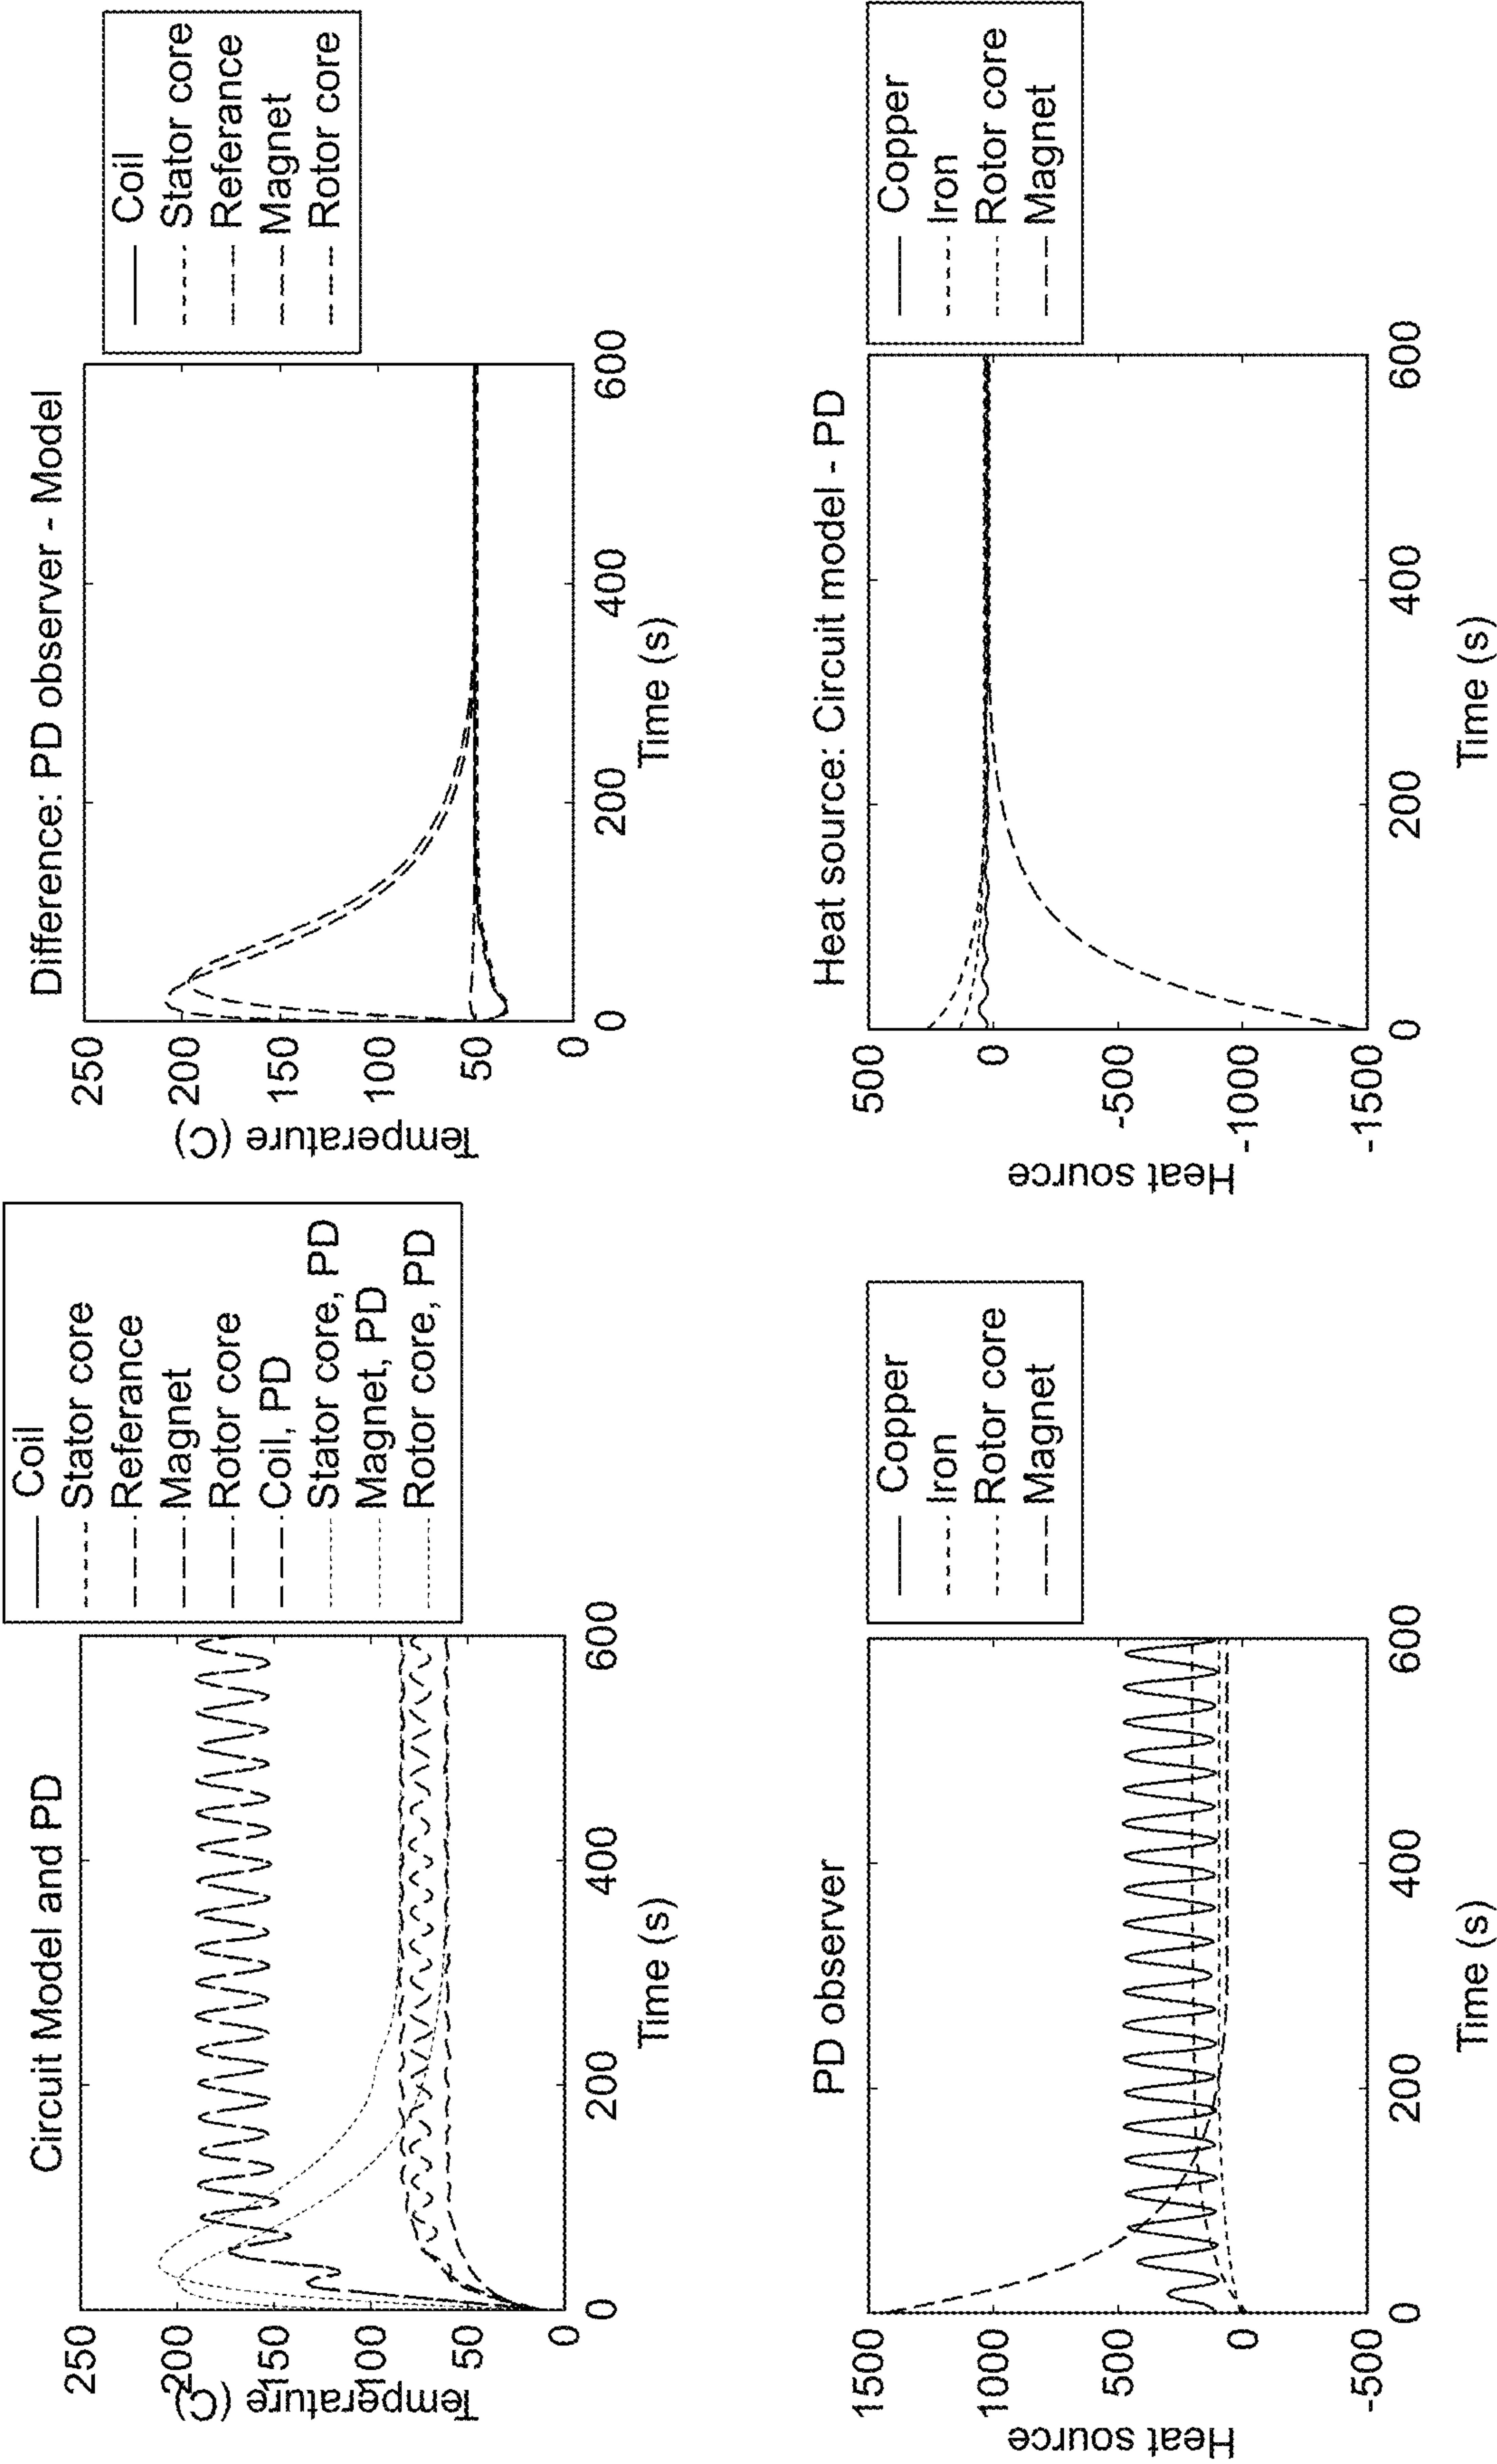 Circuit Model and PD
Temperature (C)
250
200
150
100
50
0
0
200
400
600
Time (s)
Coil
Stator core
Referance
Magnet
Rotor core
Coil, PD
Stator core, PD
Magnet, PD
Rotor core, PD
Difference: PD observer - Model
Temperature (C)
250
200
150
100
50
0
0
200
400
600
Time (s)
Coil
Stator core
Referance
Magnet
Rotor core
PD observer
Heat source
1500
1000
500
0
-500
0
200
400
600
Time (s)
Copper
Iron
Rotor core
Magnet
Heat source: Circuit model - PD
Heat source
500
0
-500
-1000
-1500
0
200
400
600
Time (s)
Copper
Iron
Rotor core
Magnet